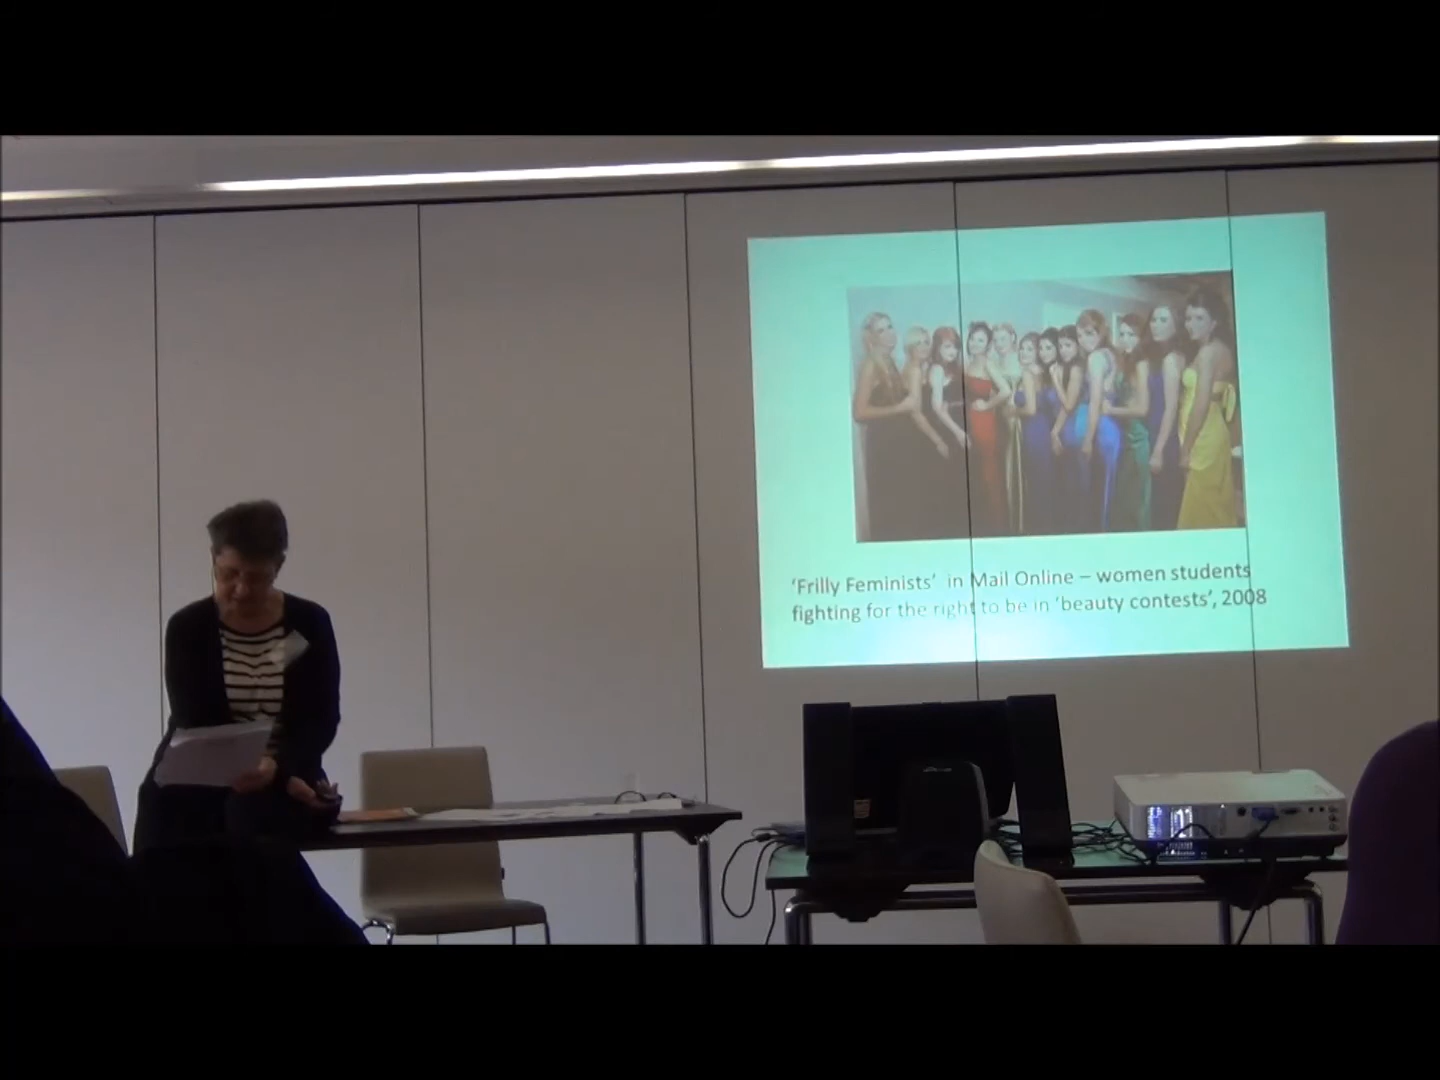 ‘Frilly Feminists’ in Mail Online – women students
fighting for the right to be in ‘beauty contests’, 2008